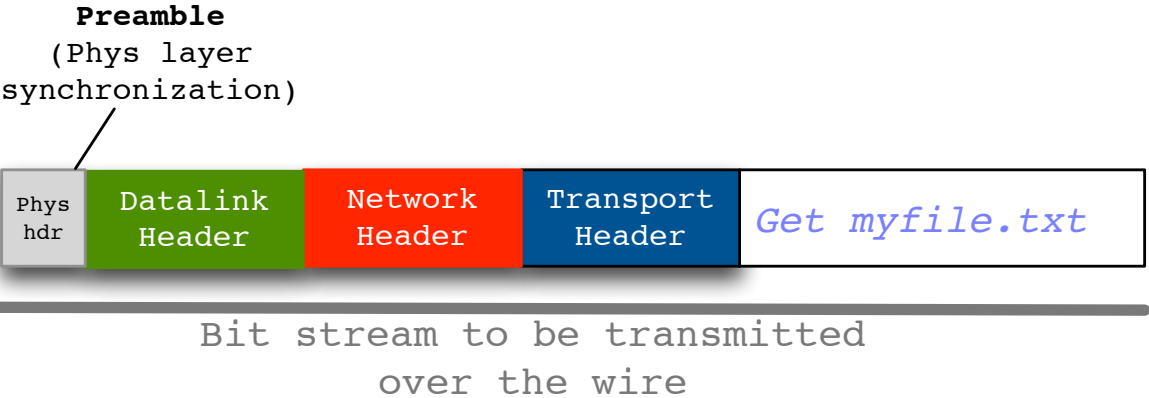 Preamble
(Phys layer
synchronization)
Phys
hdr
Datalink
Header
Network
Header
Transport
Header
Get myfile.txt
Bit stream to be transmitted
over the wire